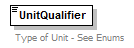 UnitQualifier
Type of Unit - See Enums